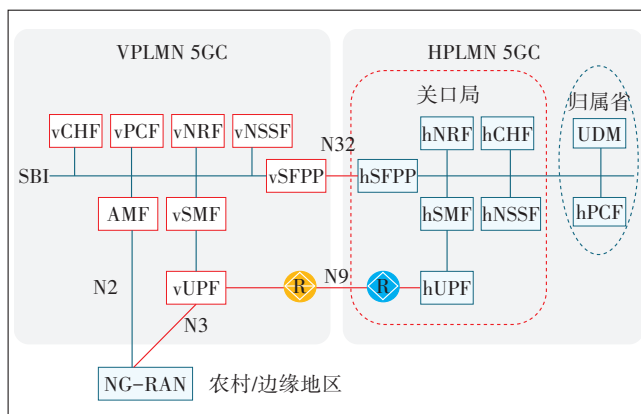 VPLMN 5GC
HPLMN 5GC
关口局
归属省
vCHF
vPCF
vNRF
vNSSF
N32
hNRF
hCHF
UDM
SBI
vSFPP
hSFPP
AMF
vSMF
hSMF
hNSSF
hPCF
N2
vUPF
R
N9
R
hUPF
N3
NG-RAN
农村/边缘地区